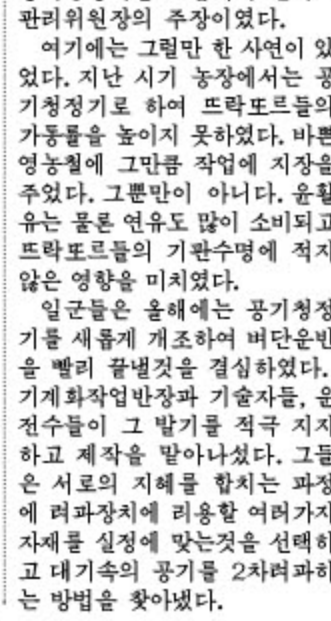 관리위원장의 주장이였다.
여기에는 그럴만 한 사연이 있
었다. 지난 시기 농장에서는 공
기청정기로 하여 뜨락또르들의
가동률을 높이지 못하였다. 바쁜
영농철에 그만큼 작업에 지장을
주었다. 그뿐만이 아니다. 윤활
유는 물론 연유도 많이 소비되고
뜨락또르들의 기관수명에 적지
않은 영향을 미치였다.
일군들은 올해에는 공기청정
기를 새롭게 개조하여 벼단운반
을 빨리 끝낼것을 결심하였다.
기계화작업반장과 기술자들, 운
전수들이 그 발기를 적극 지지
하고 제작을 맡아나섰다. 그들
은 서로의 지혜를 합치는 과정
에 려과장치에 리용할 여러가지
자재를 실정에 맞는것을 선택하
고 대기속의 공기를 2차려과하
는 방법을 찾아냈다.